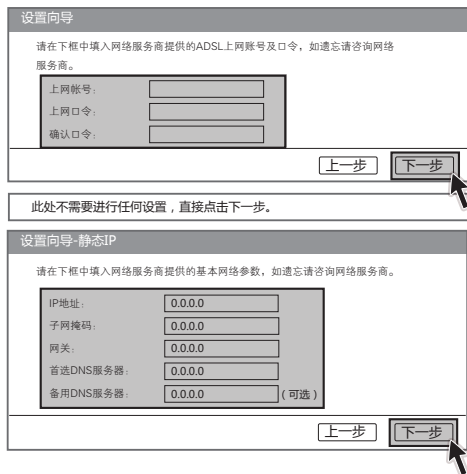 设置向导
请在下框中填入网络服务商提供的ADSL上网账号及口令，如遗忘请咨询网络
服务商。
上网帐号：
上网口令：
确认口令：
上一步 下一步
此处不需要进行任何设置，直接点击下一步。
设置向导-静态IP
请在下框中填入网络服务商提供的基本网络参数，如遗忘请咨询网络服务商。
IP地址： 0.0.0.0
子网掩码： 0.0.0.0
网关： 0.0.0.0
首选DNS服务器： 0.0.0.0
备用DNS服务器： 0.0.0.0 （可选）
上一步 下一步